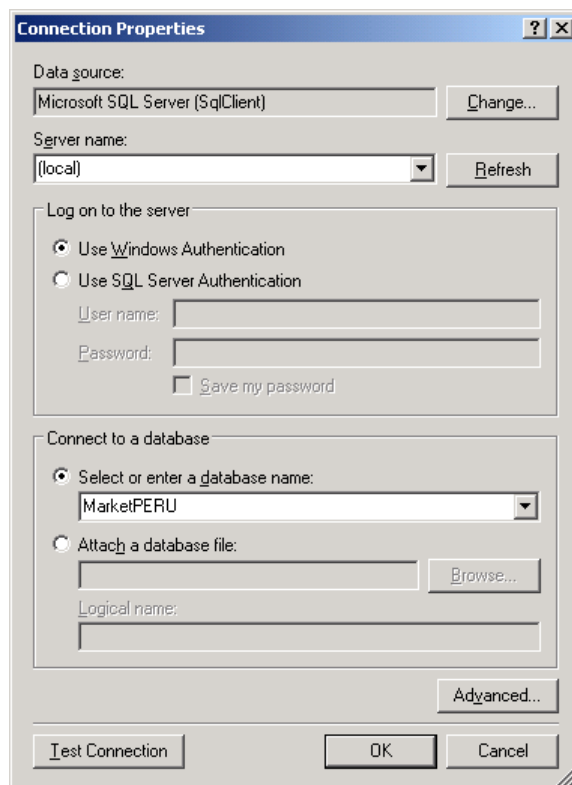 Connection Properties
Data source:
Microsoft SQL Server (SqlClient)
Change...
Server name:
(local)
Refresh
Log on to the server
Use Windows Authentication
Use SQL Server Authentication
User name:
Password:
Save my password
Connect to a database
Select or enter a database name:
MarketPERU
Attach a database file:
Browse...
Logical name:
Advanced...
Test Connection
OK
Cancel